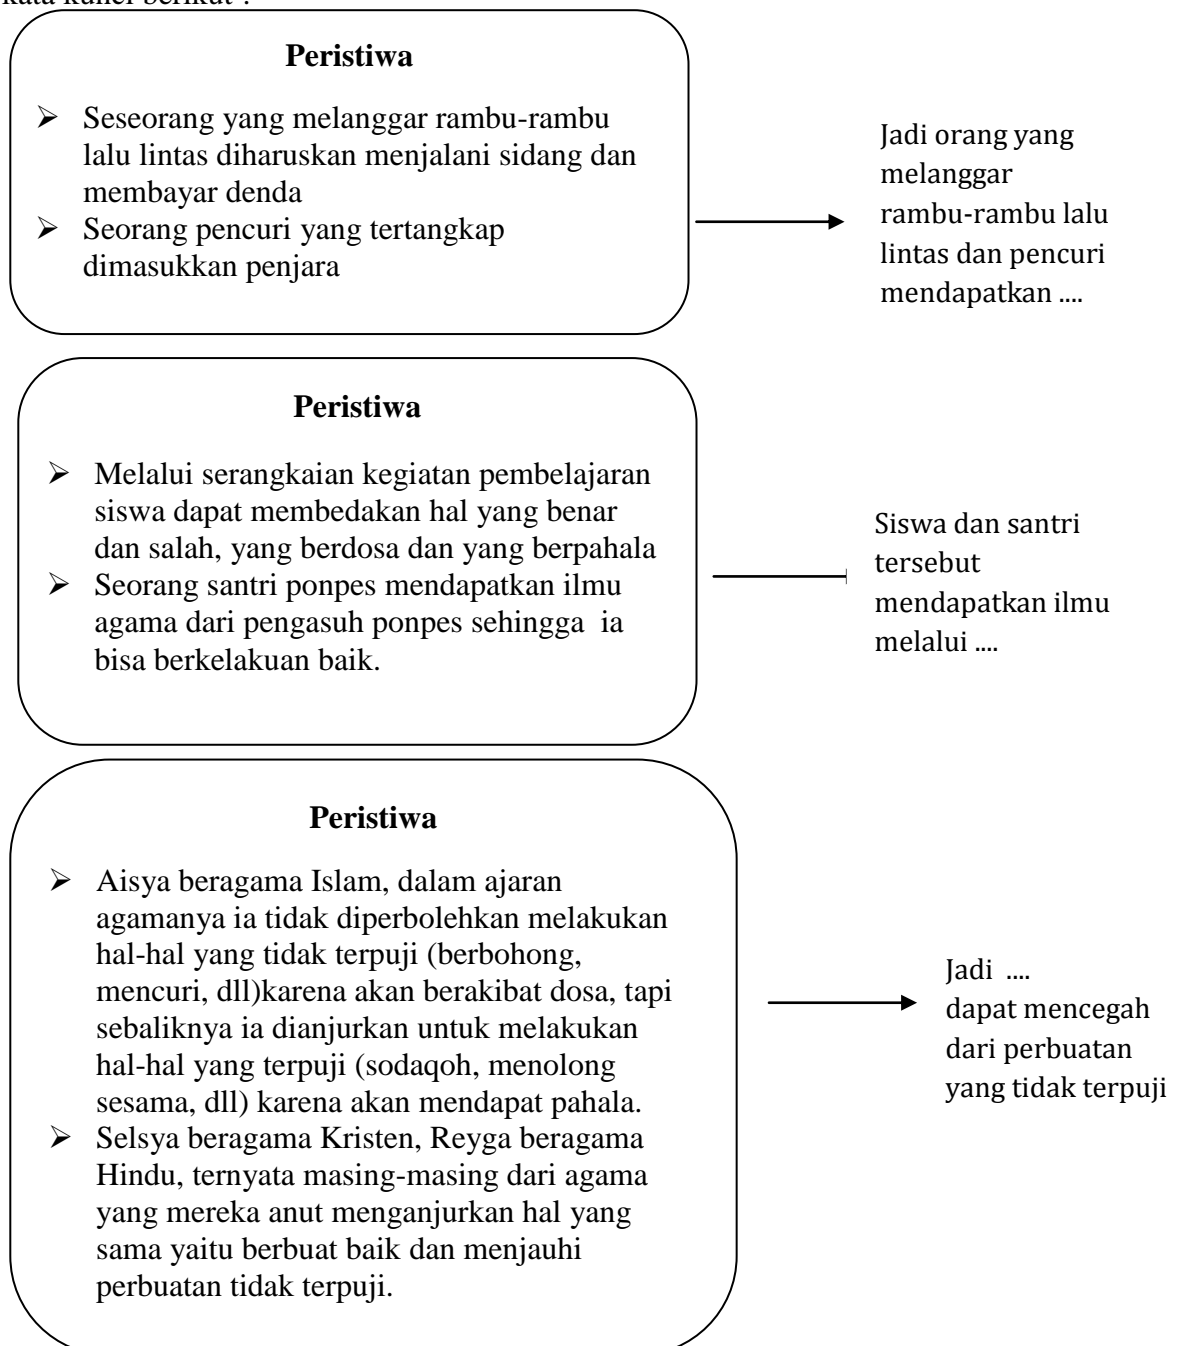 kata kunci berikut :
Peristiwa
➢ Seseorang yang melanggar rambu-rambu
lalu lintas diharuskan menjalani sidang dan
membayar denda
➢ Seorang pencuri yang tertangkap
dimasukkan penjara
Jadi orang yang
melanggar
rambu-rambu lalu
lintas dan pencuri
mendapatkan ....
Peristiwa
➢ Melalui serangkaian kegiatan pembelajaran
siswa dapat membedakan hal yang benar
dan salah, yang berdosa dan yang berpahala
➢ Seorang santri ponpes mendapatkan ilmu
agama dari pengasuh ponpes sehingga ia
bisa berkelakuan baik.
Siswa dan santri
tersebut
mendapatkan ilmu
melalui ....
Peristiwa
➢ Aisya beragama Islam, dalam ajaran
agamanya ia tidak diperbolehkan melakukan
hal-hal yang tidak terpuji (berbohong,
mencuri, dll)karena akan berakibat dosa, tapi
sebaliknya ia dianjurkan untuk melakukan
hal-hal yang terpuji (sodaqoh, menolong
sesama, dll) karena akan mendapat pahala.
➢ Selsya beragama Kristen, Reyga beragama
Hindu, ternyata masing-masing dari agama
yang mereka anut menganjurkan hal yang
sama yaitu berbuat baik dan menjauhi
perbuatan tidak terpuji.
Jadi ....
dapat mencegah
dari perbuatan
yang tidak terpuji